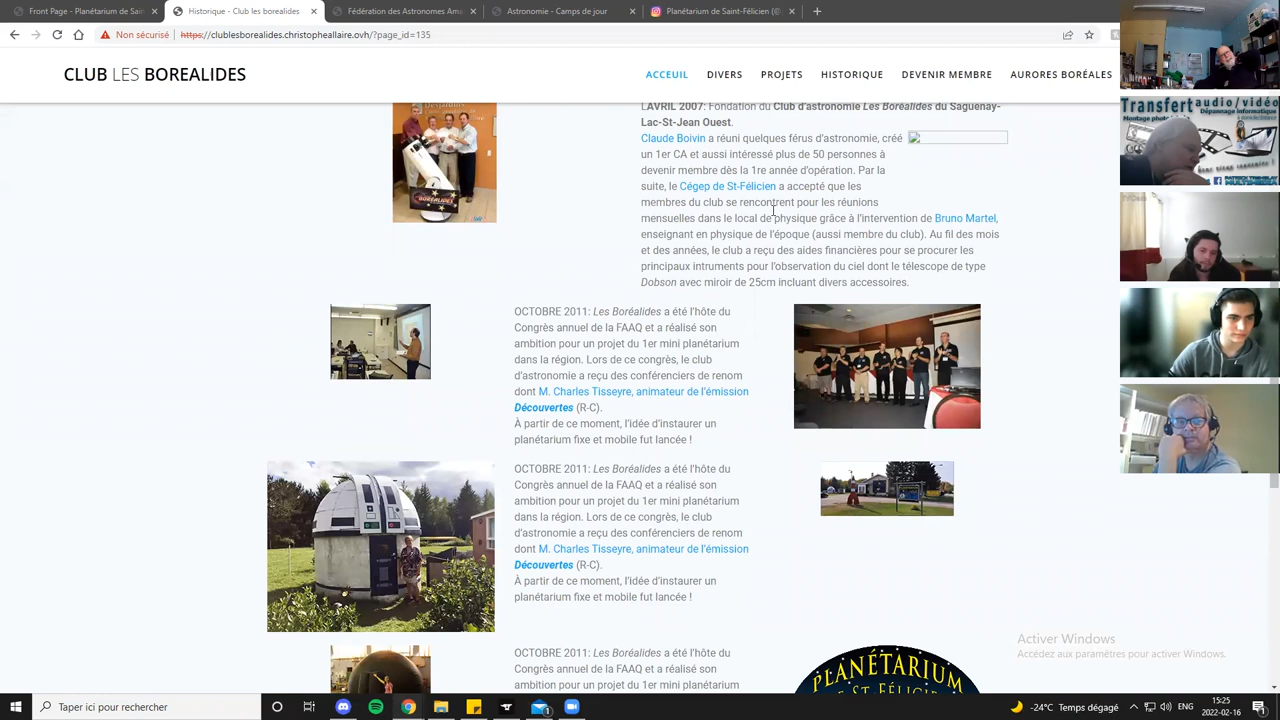 Front Page - Planétarium de Sain
Historique - Club les boréalides
Fédération des Astronomes Am
Astronomie - Camps de jour
Planétarium de Saint-Félicien (©
Non sécurisé
https://clublesborealides.christopheallaire.ovh/?page_id=135
CLUB LES BOREALIDES
ACCEUIL
DIVERS
PROJETS
HISTORIQUE
DEVENIR MEMBRE
AURORES BORÉALES
LAVRIL 2007: Fondation du Club d'astronomie Les Boréalides du Saguenay-
Lac-St-Jean Ouest.
Claude Boivin a réuni quelques férus d'astronomie, créé
un 1er CA et aussi intéressé plus de 50 personnes à
devenir membre dès la 1re année d'opération. Par la
suite, le Cégep de St-Félicien a accepté que les
membres du club se rencontrent pour les réunions
mensuelles dans le local de physique grâce à l'intervention de Bruno Martel,
enseignant en physique de l'époque (aussi membre du club). Au fil des mois
et des années, le club a reçu des aides financières pour se procurer les
principaux intruments pour l'observation du ciel dont le télescope de type
Dobson avec miroir de 25cm incluant divers accessoires.
OCTOBRE 2011: Les Boréalides a été l'hôte du
Congrès annuel de la FAAQ et a réalisé son
ambition pour un projet du 1er mini planétarium
dans la région. Lors de ce congrès, le club
d'astronomie a reçu des conférenciers de renom
dont M. Charles Tisseyre, animateur de l'émission
Découvertes (R-C).
À partir de ce moment, l'idée d'instaurer un
planétarium fixe et mobile fut lancée !
OCTOBRE 2011: Les Boréalides a été l'hôte du
Congrès annuel de la FAAQ et a réalisé son
ambition pour un projet du 1er mini planétarium
dans la région. Lors de ce congrès, le club
d'astronomie a reçu des conférenciers de renom
dont M. Charles Tisseyre, animateur de l'émission
Découvertes (R-C).
À partir de ce moment, l'idée d'instaurer un
planétarium fixe et mobile fut lancée !
OCTOBRE 2011: Les Boréalides a été l'hôte du
Congrès annuel de la FAAQ et a réalisé son
ambition pour un projet du 1er mini planétarium
PLANÉTARIUM
DE ST-FÉLICIEN
Transfert audio/vidéo
Dépannage informatique
Montage photo
Activer Windows
Accédez aux paramètres pour activer Windows.
Taper ici pour rechercher
-24°C Temps dégagé
15:25
2022-02-16